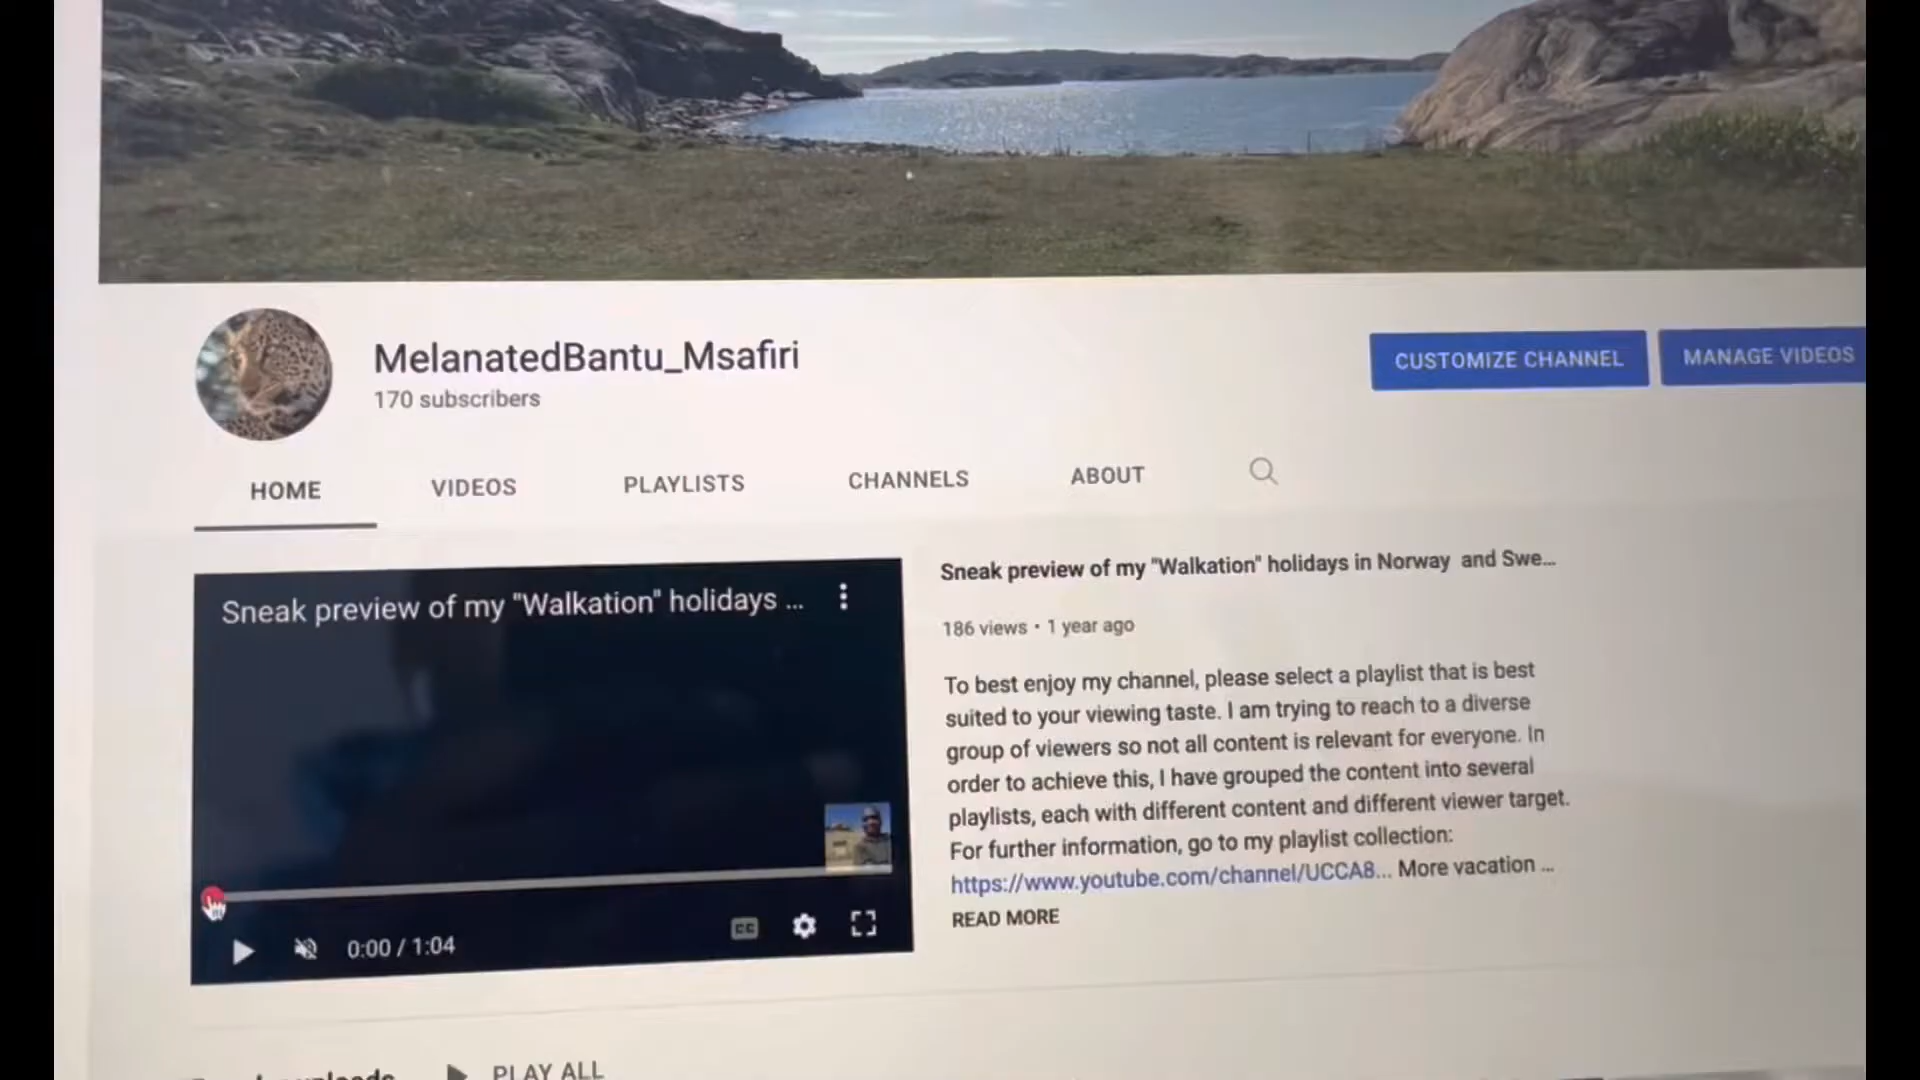 MelanatedBantu_Msafiri
170 subscribers
CUSTOMIZE CHANNEL
MANAGE VIDEOS
HOME
VIDEOS
PLAYLISTS
CHANNELS
ABOUT
Sneak preview of my "Walkation" holidays ...
CC
0:00 / 1:04
Sneak preview of my "Walkation" holidays in Norway and Swe...
186 views • 1 year ago
To best enjoy my channel, please select a playlist that is best
suited to your viewing taste. I am trying to reach to a diverse
group of viewers so not all content is relevant for everyone. In
order to achieve this, I have grouped the content into several
playlists, each with different content and different viewer target.
For further information, go to my playlist collection:
https://www.youtube.com/channel/UCCA8... More vacation ...
READ MORE
PLAY ALL